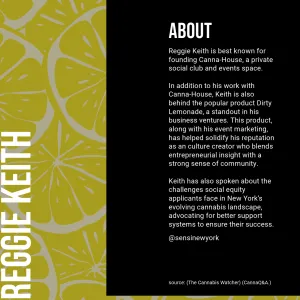 ABOUT
Reggie Keith is best known for
founding Canna-House, a private
social club and events space.
In addition to his work with
Canna-House, Keith is also
behind the popular product Dirty
Lemonade, a standout in his
business ventures. This product,
along with his event marketing,
has helped solidify his reputation
as an culture creator who blends
entrepreneurial insight with a
strong sense of community.
Keith has also spoken about the
challenges social equity
applicants face in New York's
evolving cannabis landscape,
advocating for better support
systems to ensure their success.
@sensinewyork
source: (The Cannabis Watcher) (CannaQ&A.)
REGGIE KEITH